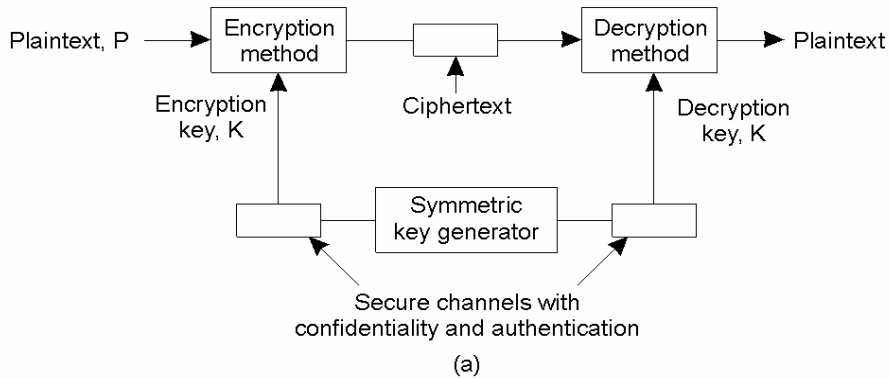 Plaintext, P
Encryption
method
Ciphertext
Decryption
method
Plaintext
Encryption
key, K
Decryption
key, K
Symmetric
key generator
Secure channels with
confidentiality and authentication
(a)